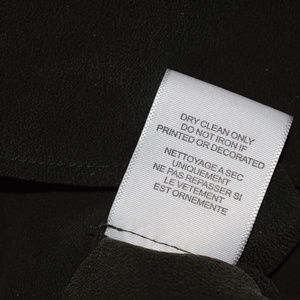 DRY CLEAN ONLY
DO NOT IRON IF
PRINTED OR DECORATED
NETTOYAGE A SEC
UNIQUEMENT
NE PAS REPASSER SI
LE VETEMENT
EST ORNEMENTE